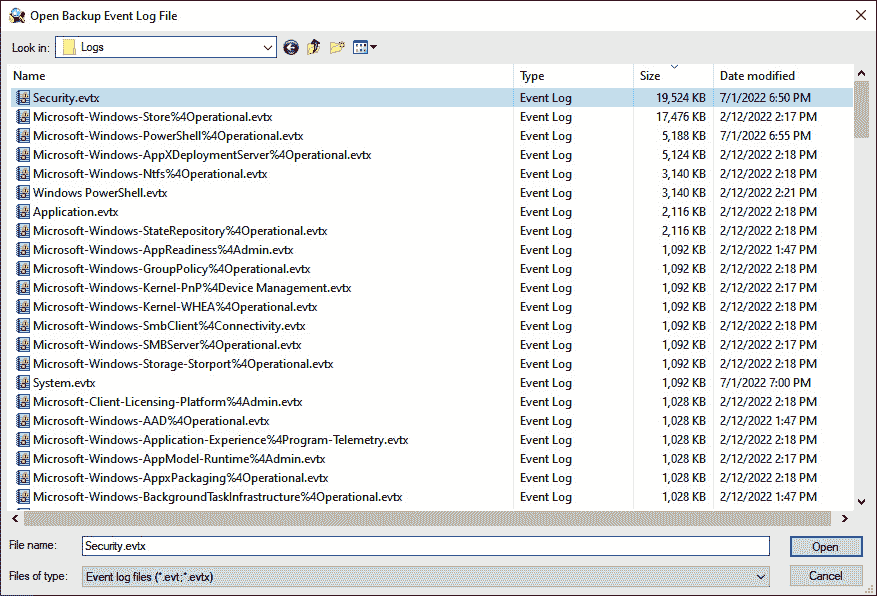 Open Backup Event Log File
Look in: Logs
Name Type Size Date modified
Security.evtx Event Log 19,524 KB 7/1/2022 6:50 PM
Microsoft-Windows-Store%4Operational.evtx Event Log 17,476 KB 2/12/2022 2:17 PM
Microsoft-Windows-PowerShell%4Operational.evtx Event Log 5,188 KB 7/1/2022 6:55 PM
Microsoft-Windows-AppXDeploymentServer%4Operational.evtx Event Log 5,124 KB 2/12/2022 2:18 PM
Microsoft-Windows-Ntfs%4Operational.evtx Event Log 3,140 KB 2/12/2022 2:18 PM
Windows PowerShell.evtx Event Log 3,140 KB 2/12/2022 2:21 PM
Application.evtx Event Log 2,116 KB 2/12/2022 2:18 PM
Microsoft-Windows-StateRepository%4Operational.evtx Event Log 2,116 KB 2/12/2022 2:18 PM
Microsoft-Windows-AppReadiness%4Admin.evtx Event Log 1,092 KB 2/12/2022 1:47 PM
Microsoft-Windows-GroupPolicy%4Operational.evtx Event Log 1,092 KB 2/12/2022 2:18 PM
Microsoft-Windows-Kernel-PnP%4Device Management.evtx Event Log 1,092 KB 2/12/2022 2:17 PM
Microsoft-Windows-Kernel-WHEA%4Operational.evtx Event Log 1,092 KB 2/12/2022 2:18 PM
Microsoft-Windows-SmbClient%4Connectivity.evtx Event Log 1,092 KB 2/12/2022 2:18 PM
Microsoft-Windows-SMBServer%4Operational.evtx Event Log 1,092 KB 2/12/2022 2:17 PM
Microsoft-Windows-Storage-Storport%4Operational.evtx Event Log 1,092 KB 2/12/2022 2:18 PM
System.evtx Event Log 1,092 KB 7/1/2022 7:00 PM
Microsoft-Client-Licensing-Platform%4Admin.evtx Event Log 1,028 KB 2/12/2022 2:18 PM
Microsoft-Windows-AAD%4Operational.evtx Event Log 1,028 KB 2/12/2022 1:47 PM
Microsoft-Windows-Application-Experience%4Program-Telemetry.evtx Event Log 1,028 KB 2/12/2022 2:18 PM
Microsoft-Windows-AppModel-Runtime%4Admin.evtx Event Log 1,028 KB 2/12/2022 2:17 PM
Microsoft-Windows-AppxPackaging%4Operational.evtx Event Log 1,028 KB 2/12/2022 2:18 PM
Microsoft-Windows-BackgroundTaskInfrastructure%4Operational.evtx Event Log 1,028 KB 2/12/2022 1:47 PM
File name: Security.evtx Open
Files of type: Event log files (*.evt;*.evtx) Cancel